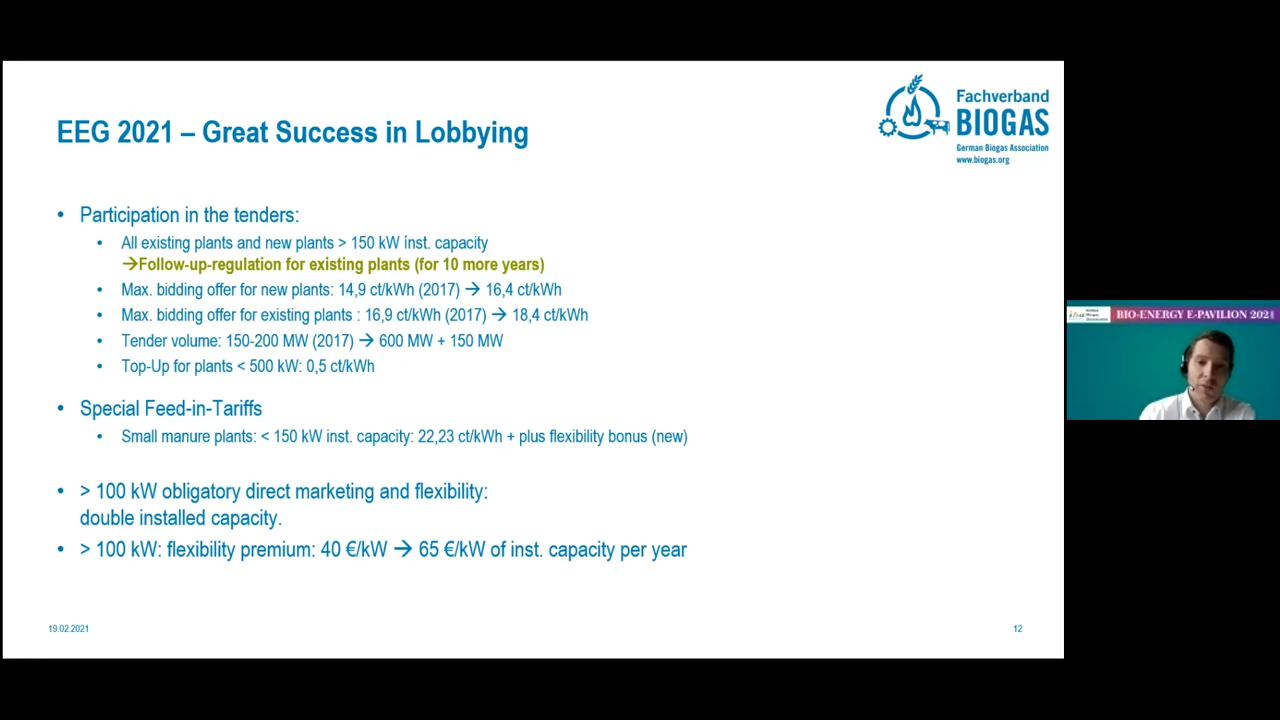 EEG 2021 – Great Success in Lobbying
Fachverband
BIOGAS
German Biogas Association
www.biogas.org
• Participation in the tenders:
• All existing plants and new plants > 150 kW inst. capacity
→Follow-up-regulation for existing plants (for 10 more years)
• Max. bidding offer for new plants: 14,9 ct/kWh (2017) → 16,4 ct/kWh
• Max. bidding offer for existing plants : 16,9 ct/kWh (2017) → 18,4 ct/kWh
• Tender volume: 150-200 MW (2017) → 600 MW + 150 MW
• Top-Up for plants < 500 kW: 0,5 ct/kWh
• Special Feed-in-Tariffs
• Small manure plants: < 150 kW inst. capacity: 22,23 ct/kWh + plus flexibility bonus (new)
• > 100 kW obligatory direct marketing and flexibility:
double installed capacity.
• > 100 kW: flexibility premium: 40 €/kW → 65 €/kW of inst. capacity per year
19.02.2021
12
BIO-ENERGY E-PAVILION 2021